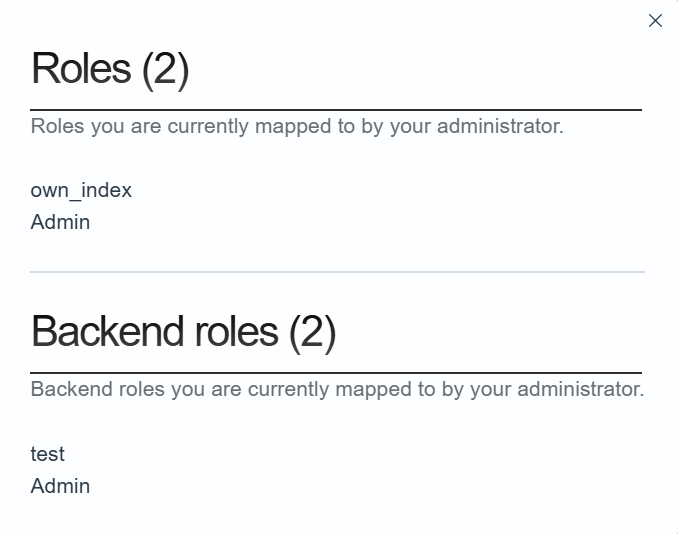 Roles (2)
Roles you are currently mapped to by your administrator.
own_index
Admin
Backend roles (2)
Backend roles you are currently mapped to by your administrator.
test
Admin